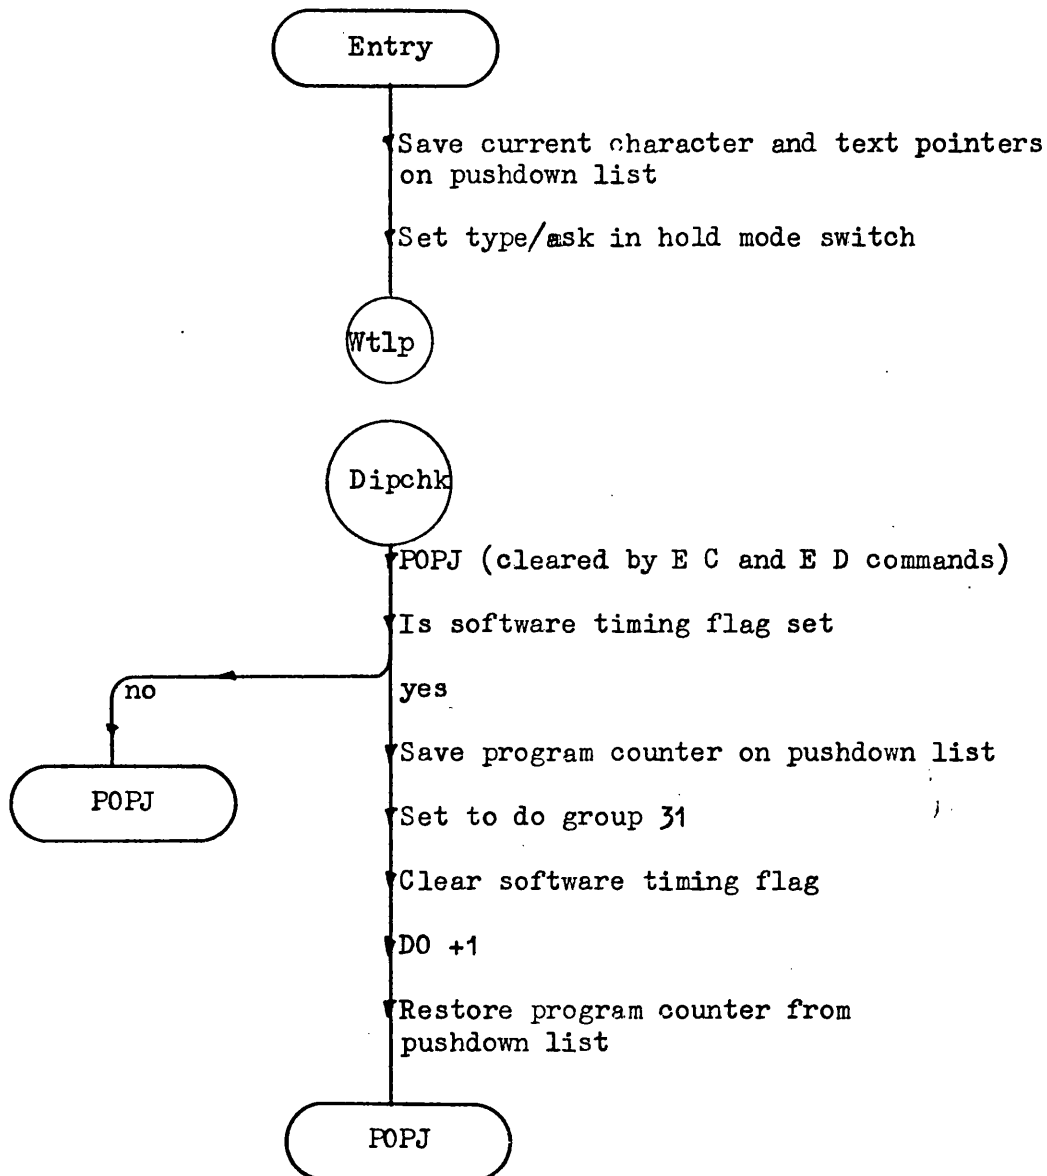 Entry
Save current character and text pointers
on pushdown list
Set type/ask in hold mode switch
Wtlp
Dipchk
POPJ (cleared by E C and E D commands)
Is software timing flag set
no
yes
Save program counter on pushdown list
POPJ
Set to do group 31
Clear software timing flag
DO +1
Restore program counter from
pushdown list
POPJ